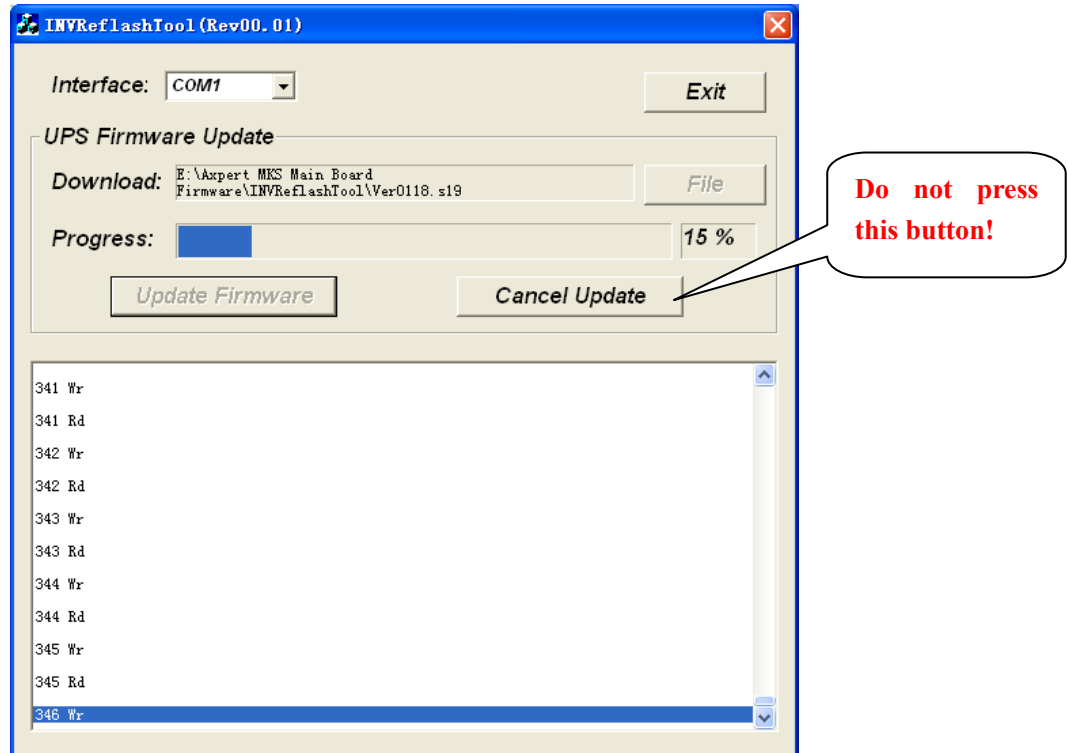 INVReflashTool(Rev00.01)
Interface: COM1
Exit
UPS Firmware Update
Download: E:\Axpert MKS Main Board
Firmware\INVReflashTool\Ver0118.s19
File
Progress: 15 %
Update Firmware
Cancel Update
Do not press
this button!
341 Wr
341 Rd
342 Wr
342 Rd
343 Wr
343 Rd
344 Wr
344 Rd
345 Wr
345 Rd
346 Wr